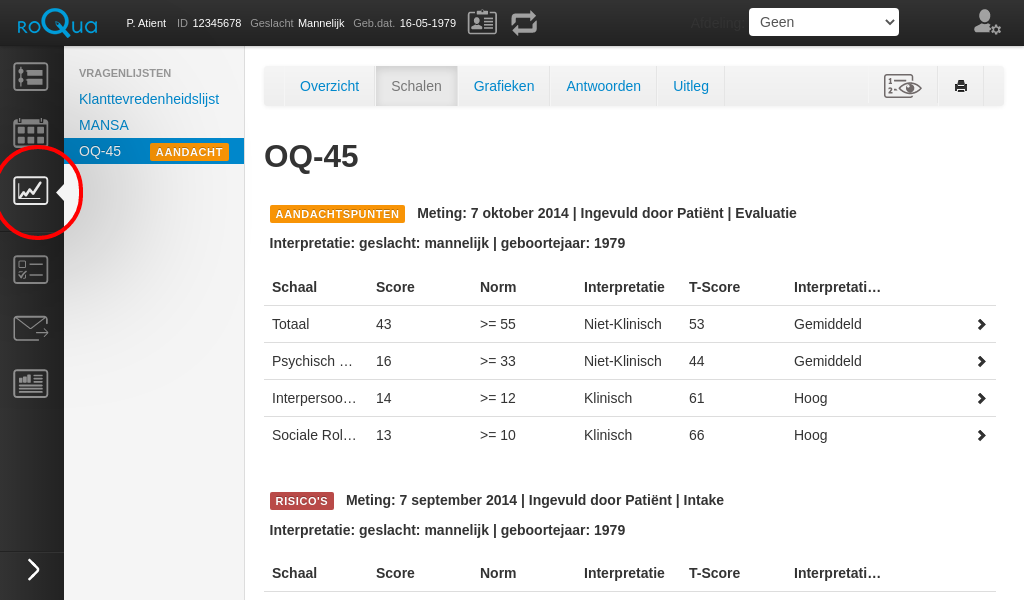 RoQua P. Atient ID 12345678 Geslacht Mannelijk Geb.dat. 16-05-1979 Afdeling Geen
VRAGENLIJSTEN
Klanttevredenheidslijst
MANSA
OQ-45 AANDACHT
Overzicht Schalen Grafieken Antwoorden Uitleg
OQ-45
AANDACHTSPUNTEN Meting: 7 oktober 2014 | Ingevuld door Patiënt | Evaluatie
Interpretatie: geslacht: mannelijk | geboortejaar: 1979
Schaal Score Norm Interpretatie T-Score Interpretati…
Totaal 43 >= 55 Niet-Klinisch 53 Gemiddeld
Psychisch … 16 >= 33 Niet-Klinisch 44 Gemiddeld
Interpersoo… 14 >= 12 Klinisch 61 Hoog
Sociale Rol… 13 >= 10 Klinisch 66 Hoog
RISICO'S Meting: 7 september 2014 | Ingevuld door Patiënt | Intake
Interpretatie: geslacht: mannelijk | geboortejaar: 1979
Schaal Score Norm Interpretatie T-Score Interpretati…